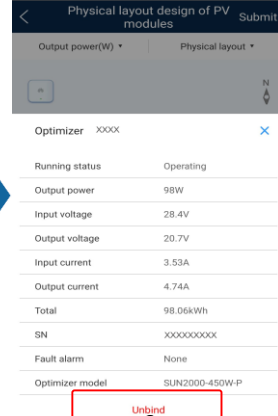 Physical layout design of PV
modules
Submit
Output power(W) ▾ Physical layout ▾
N
Optimizer XXXX ×
Running status Operating
Output power 98W
Input voltage 28.4V
Output voltage 20.7V
Input current 3.53A
Output current 4.74A
Total 98.06kWh
SN XXXXXXXXX
Fault alarm None
Optimizer model SUN2000-450W-P
Unbind